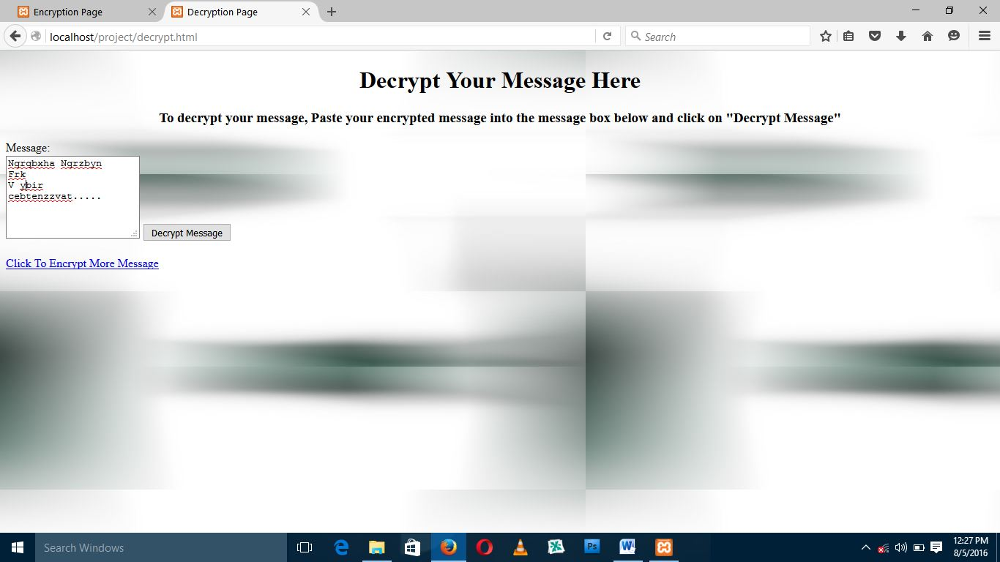 Encryption Page
Decryption Page
localhost/project/decrypt.html
Search
Decrypt Your Message Here
To decrypt your message, Paste your encrypted message into the message box below and click on "Decrypt Message"
Message:
Ngrgbxha Ngrzbyn
Frk
V ybir
cebtenzzvat.....
Decrypt Message
Click To Encrypt More Message
Search Windows
12:27 PM
8/5/2016